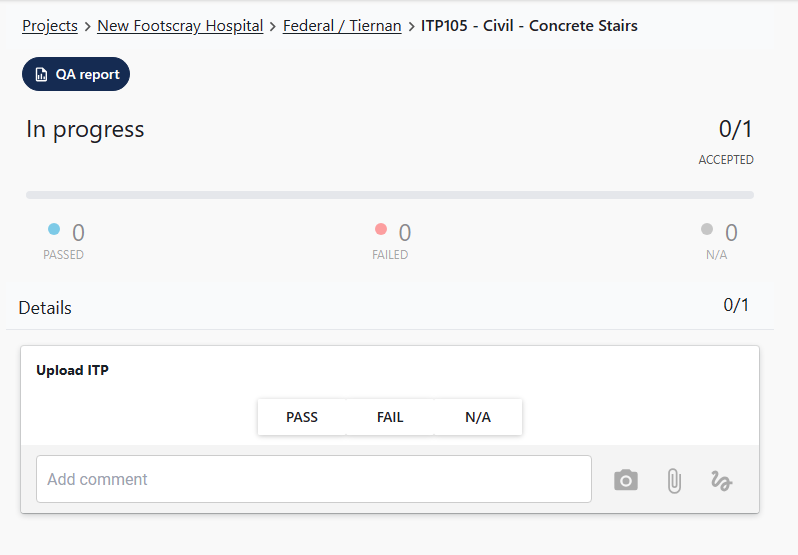 Projects > New Footscray Hospital > Federal / Tiernan > ITP105 - Civil - Concrete Stairs
QA report
In progress 0/1
ACCEPTED
0 0 0
PASSED FAILED N/A
Details 0/1
Upload ITP
PASS FAIL N/A
Add comment